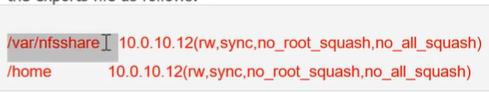 /var/nfsshare 10.0.10.12(rw,sync,no_root_squash,no_all_squash)
/home 10.0.10.12(rw,sync,no_root_squash,no_all_squash)